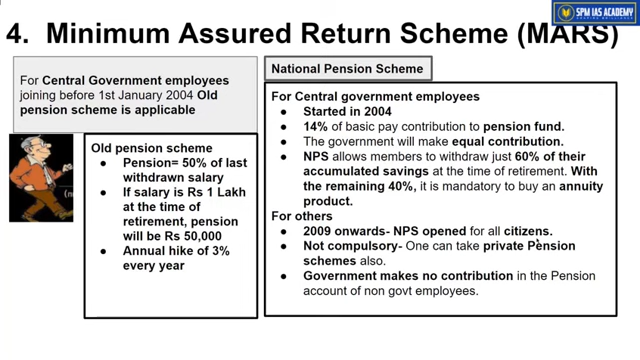 SPM IAS ACADEMY
4. Minimum Assured Return Scheme (MARS)
For Central Government employees
joining before 1st January 2004 Old
pension scheme is applicable
Old pension scheme
● Pension= 50% of last
withdrawn salary
● If salary is Rs 1 Lakh
at the time of
retirement, pension
will be Rs 50,000
● Annual hike of 3%
every year
National Pension Scheme
For Central government employees
● Started in 2004
● 14% of basic pay contribution to pension fund.
● The government will make equal contribution.
● NPS allows members to withdraw just 60% of their
accumulated savings at the time of retirement. With
the remaining 40%, it is mandatory to buy an annuity
product.
For others
● 2009 onwards- NPS opened for all citizens.
● Not compulsory- One can take private Pension
schemes also.
● Government makes no contribution in the Pension
account of non govt employees.